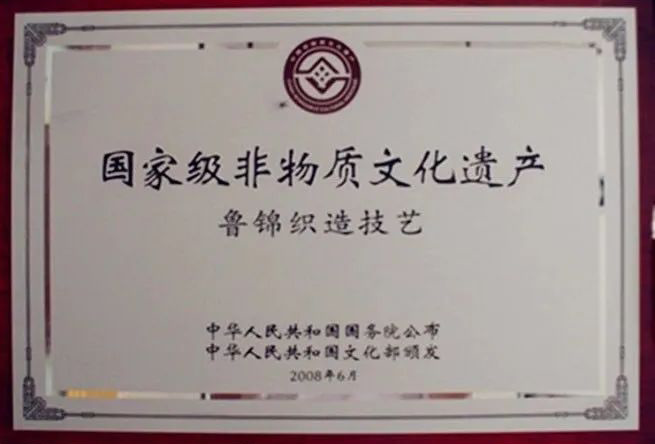 国家级非物质文化遗产
鲁锦织造技艺
中华人民共和国国务院公布
中华人民共和国文化部颁发
2008年6月